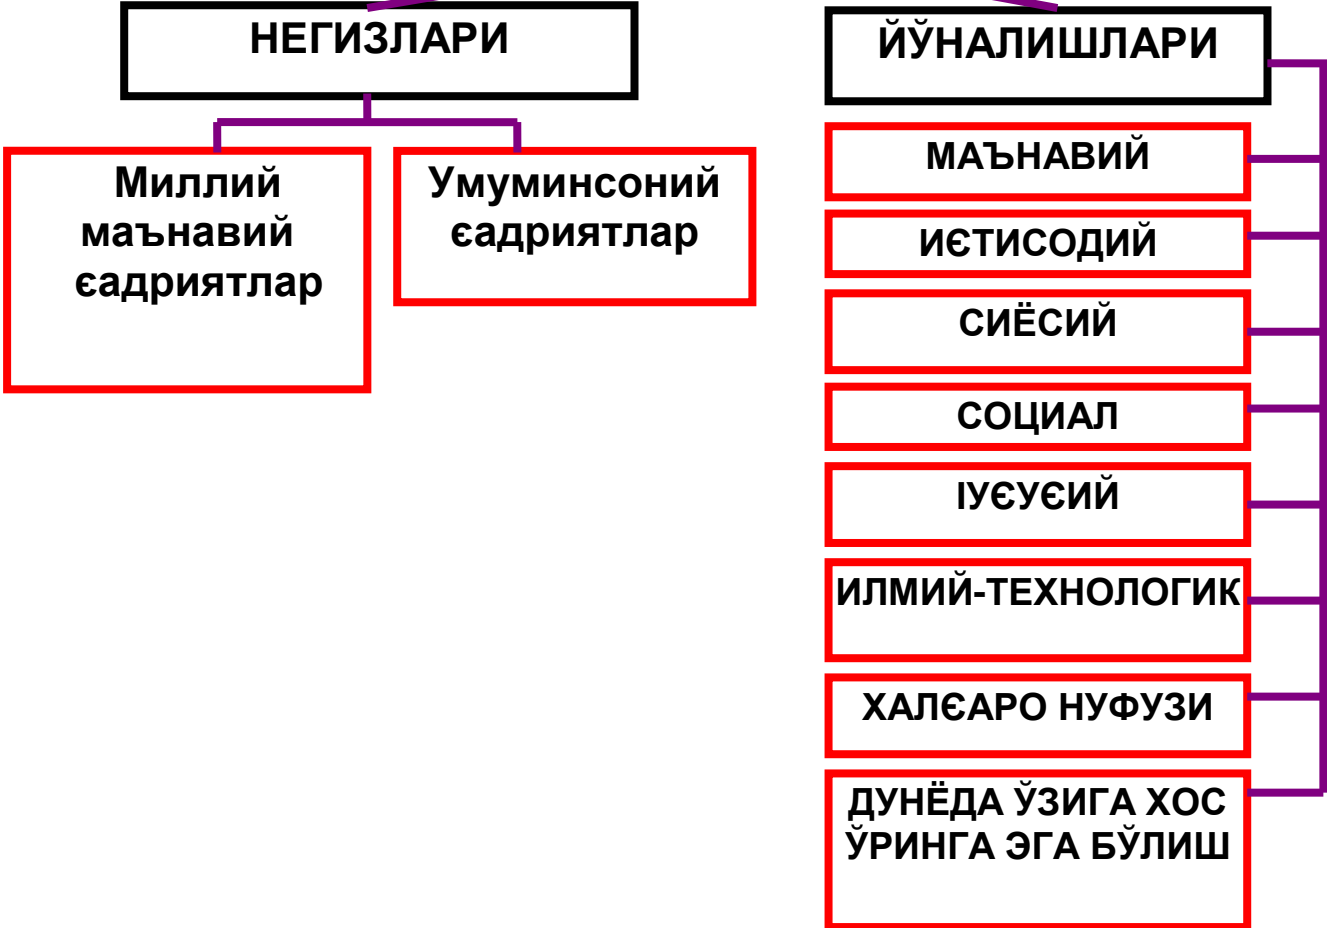 НЕГИЗЛАРИ
Миллий
маънавий
єадриятлар
Умуминсоний
єадриятлар
ЙЎНАЛИШЛАРИ
МАЪНАВИЙ
ИЄТИСОДИЙ
СИЁСИЙ
СОЦИАЛ
ІУЄУЄИЙ
ИЛМИЙ-ТЕХНОЛОГИК
ХАЛЄАРО НУФУЗИ
ДУНЁДА ЎЗИГА ХОС
ЎРИНГА ЭГА БЎЛИШ